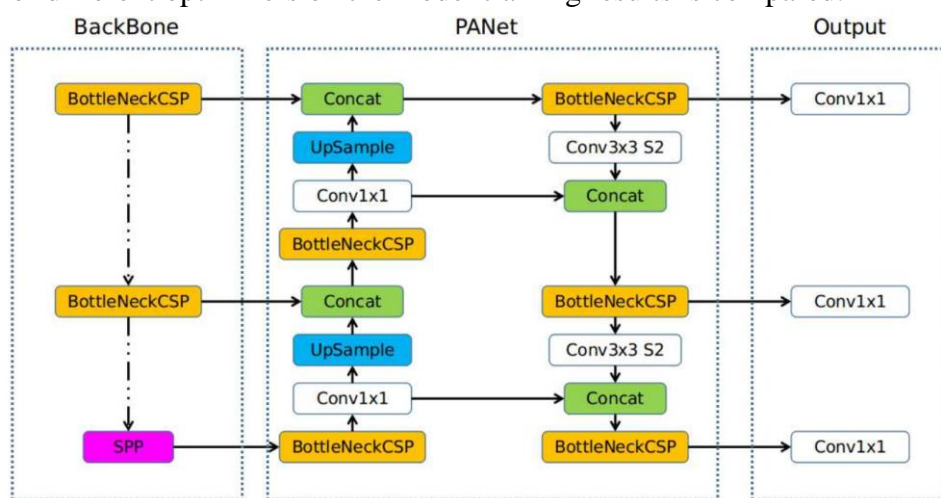 BackBone PANet Output
BottleNeckCSP Concat BottleNeckCSP Conv1x1
UpSample Conv3x3 S2
Conv1x1 Concat
BottleNeckCSP
BottleNeckCSP Concat BottleNeckCSP Conv1x1
UpSample Conv3x3 S2
Conv1x1 Concat
SPP BottleNeckCSP BottleNeckCSP Conv1x1